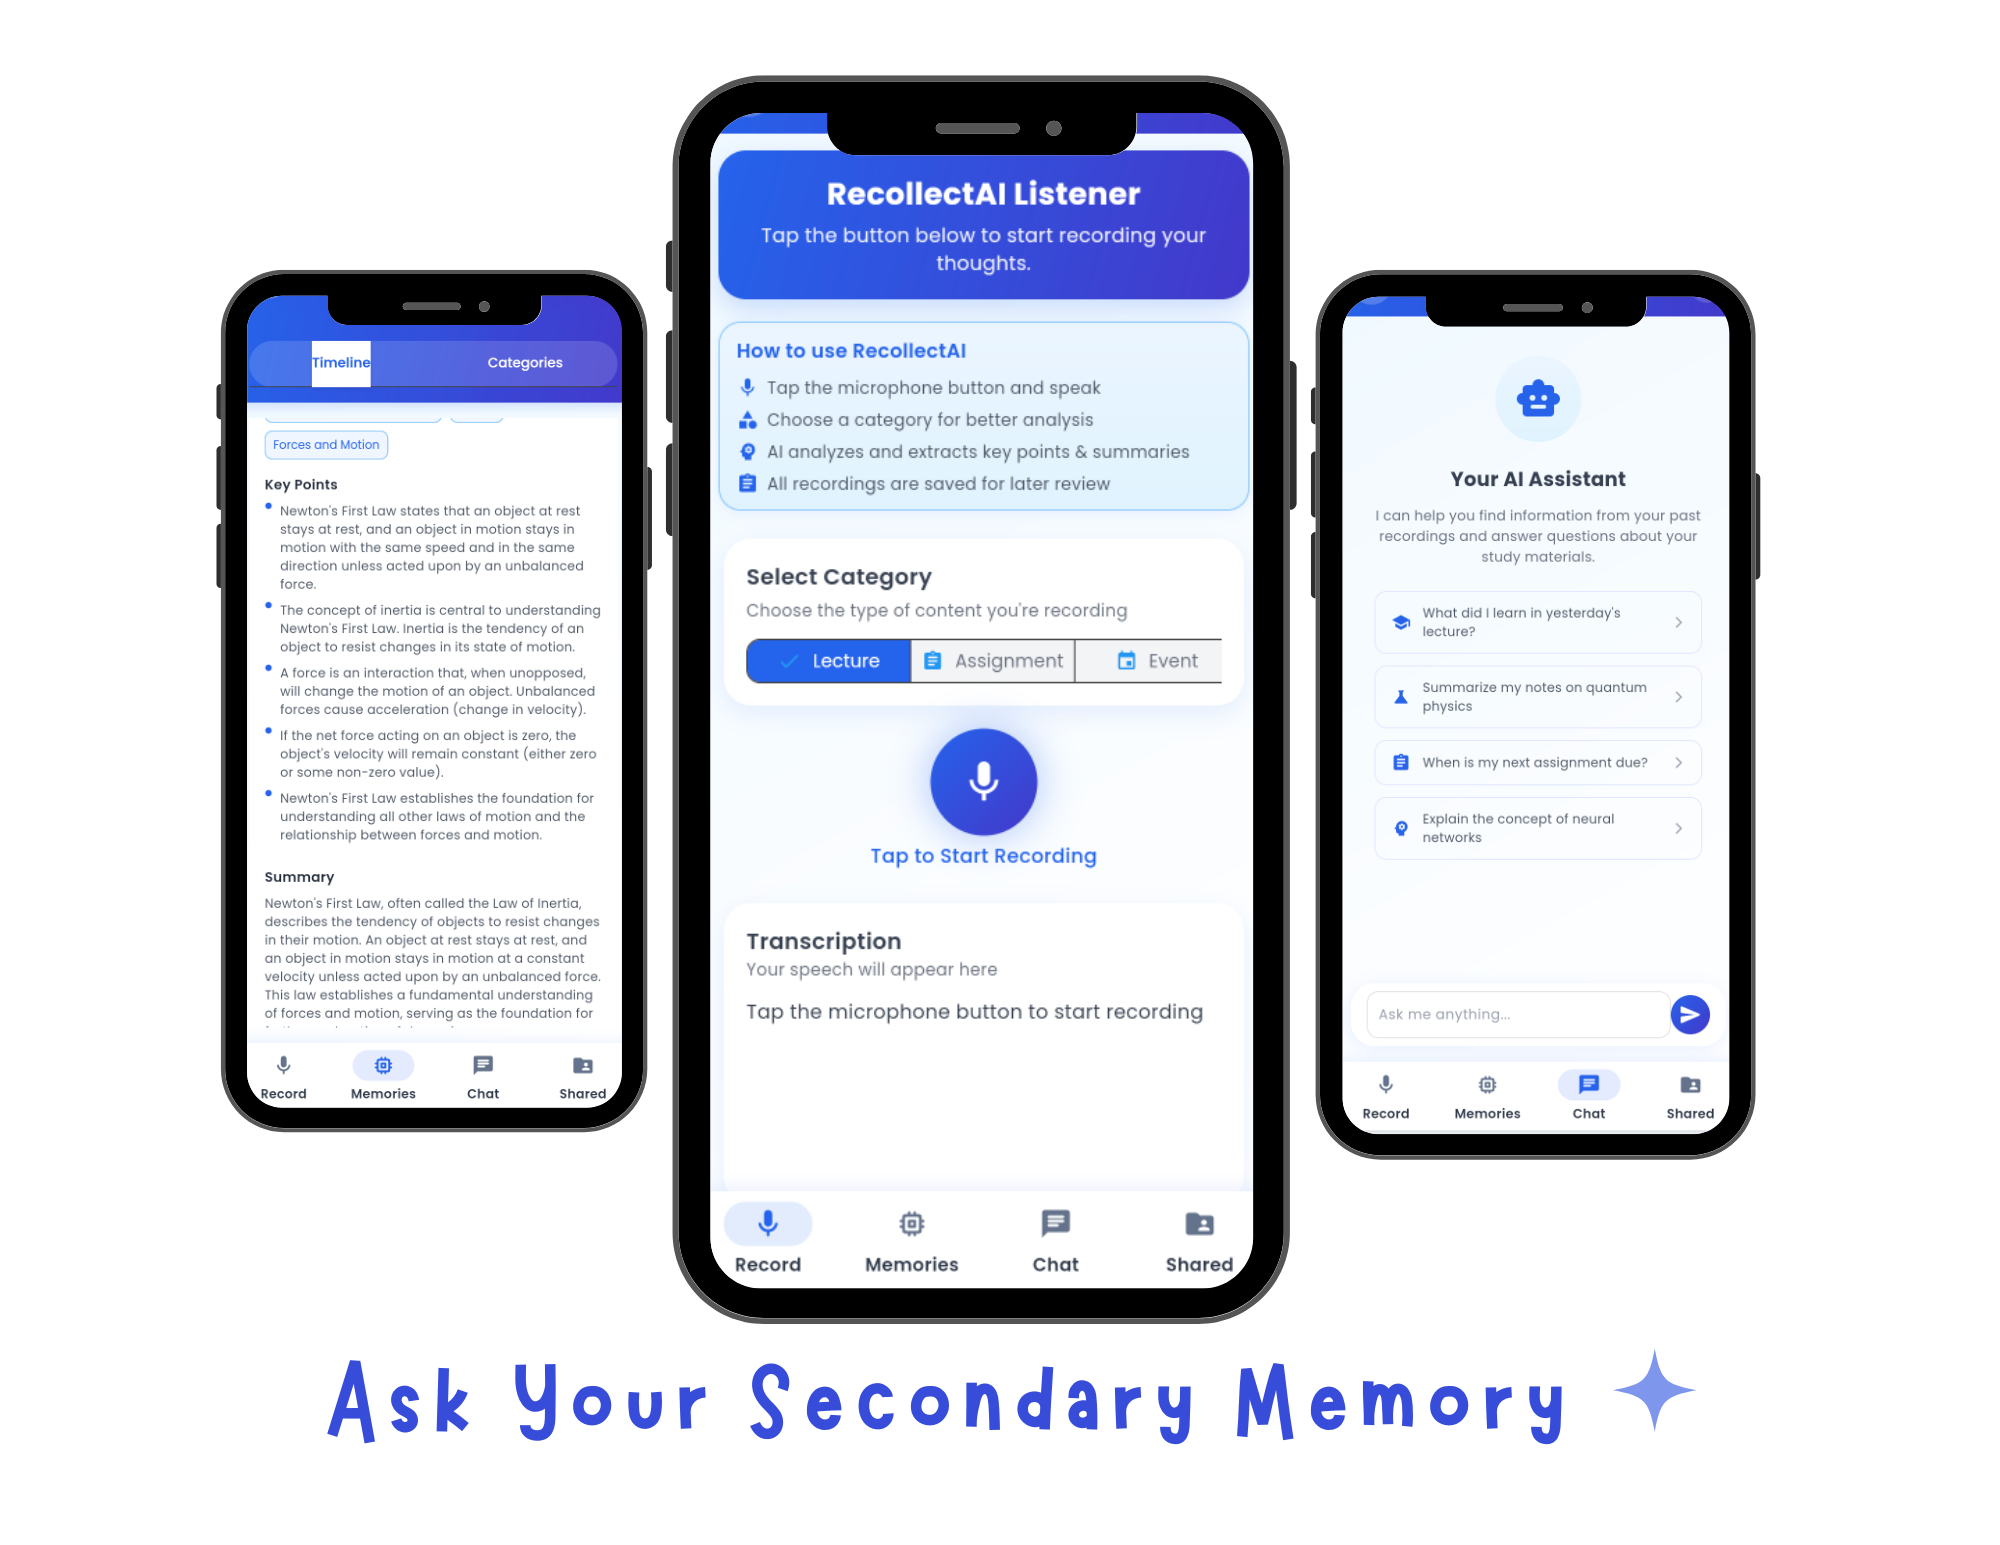 Timeline
Categories
Forces and Motion
Key Points
Newton's First Law states that an object at rest
stays at rest, and an object in motion stays in
motion with the same speed and in the same
direction unless acted upon by an unbalanced
force.
The concept of inertia is central to understanding
Newton's First Law. Inertia is the tendency of an
object to resist changes in its state of motion.
A force is an interaction that, when unopposed,
will change the motion of an object. Unbalanced
forces cause acceleration (change in velocity).
If the net force acting on an object is zero, the
object's velocity will remain constant (either zero
or some non-zero value).
Newton's First Law establishes the foundation for
understanding all other laws of motion and the
relationship between forces and motion.
Summary
Newton's First Law, often called the Law of Inertia,
describes the tendency of objects to resist changes
in their motion. An object at rest stays at rest, and
an object in motion stays in motion at a constant
velocity unless acted upon by an unbalanced force.
This law establishes a fundamental understanding
of forces and motion, serving as the foundation for
Record
Memories
Chat
Shared
RecollectAI Listener
Tap the button below to start recording your
thoughts.
How to use RecollectAI
Tap the microphone button and speak
Choose a category for better analysis
AI analyzes and extracts key points & summaries
All recordings are saved for later review
Select Category
Choose the type of content you're recording
Lecture
Assignment
Event
Tap to Start Recording
Transcription
Your speech will appear here
Tap the microphone button to start recording
Record
Memories
Chat
Shared
Your AI Assistant
I can help you find information from your past
recordings and answer questions about your
study materials.
What did I learn in yesterday's
lecture?
Summarize my notes on quantum
physics
When is my next assignment due?
Explain the concept of neural
networks
Ask me anything...
Record
Memories
Chat
Shared
Ask Your Secondary Memory